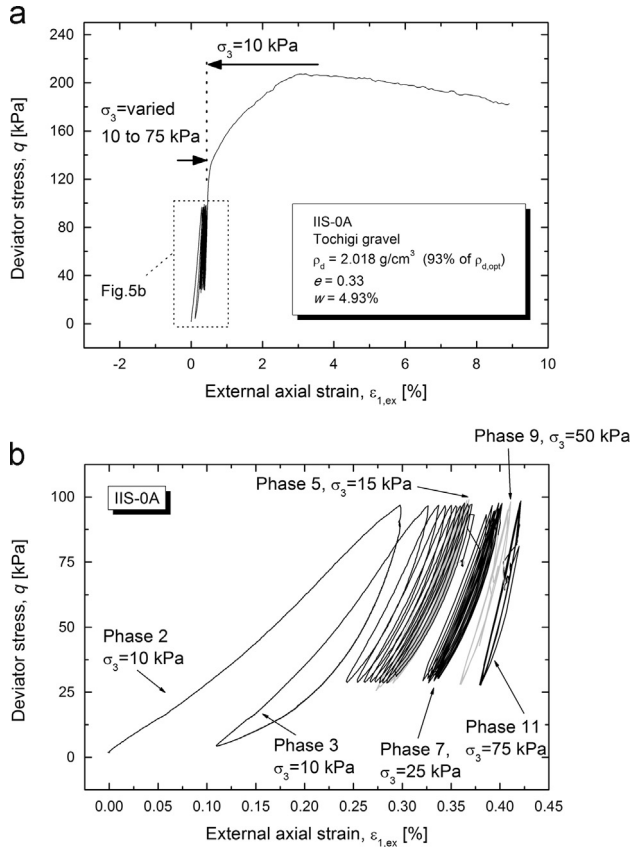 a
σ3=10 kPa
σ3=varied
10 to 75 kPa
Fig.5b
IIS-0A
Tochigi gravel
ρd = 2.018 g/cm³ (93% of ρd,opt)
e = 0.33
w = 4.93%
240
200
160
120
80
40
0
Deviator stress, q [kPa]
-2
0
2
4
6
8
10
External axial strain, ε1,ex [%]
b
Phase 9, σ3=50 kPa
Phase 5, σ3=15 kPa
IIS-0A
Phase 2
σ3=10 kPa
Phase 3
σ3=10 kPa
Phase 7,
σ3=25 kPa
Phase 11
σ3=75 kPa
100
75
50
25
0
Deviator stress, q [kPa]
0.00
0.05
0.10
0.15
0.20
0.25
0.30
0.35
0.40
0.45
External axial strain, ε1,ex [%]